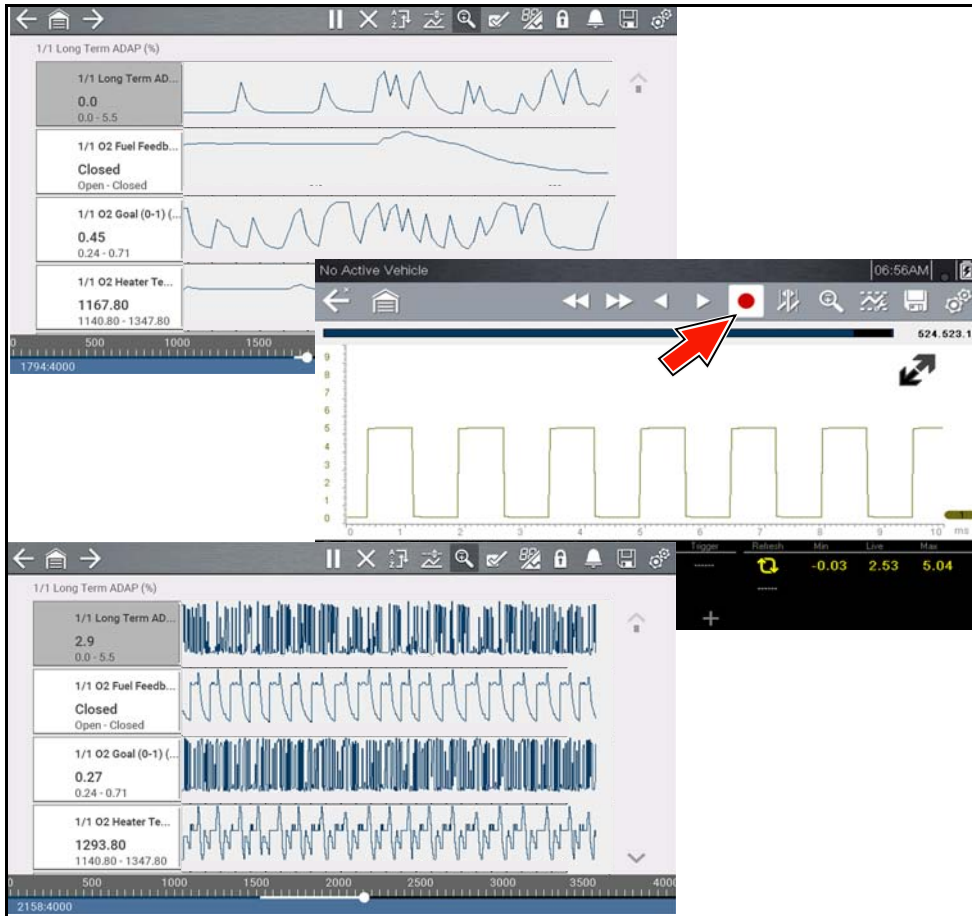 1/1 Long Term ADAP (%)
1/1 Long Term AD...
0.0
0.0 - 5.5
1/1 O2 Fuel Feedb...
Closed
Open - Closed
1/1 O2 Goal (0-1) (...
0.45
0.24 - 0.71
1/1 O2 Heater Te...
1167.80
1140.80 - 1347.80
0 500 1000 1500
1794:4000
No Active Vehicle 06:56AM
524.523.1
9
8
7
6
5
4
3
2
1
0
0 1 2 3 4 5 6 7 8 9 10 ms
1
Trigger Refresh Min Live Max
------ -0.03 2.53 5.04
------
+
1/1 Long Term ADAP (%)
1/1 Long Term AD...
2.9
0.0 - 5.5
1/1 O2 Fuel Feedb...
Closed
Open - Closed
1/1 O2 Goal (0-1) (...
0.27
0.24 - 0.71
1/1 O2 Heater Te...
1293.80
1140.80 - 1347.80
0 500 1000 1500 2000 2500 3000 3500 4000
2158:4000